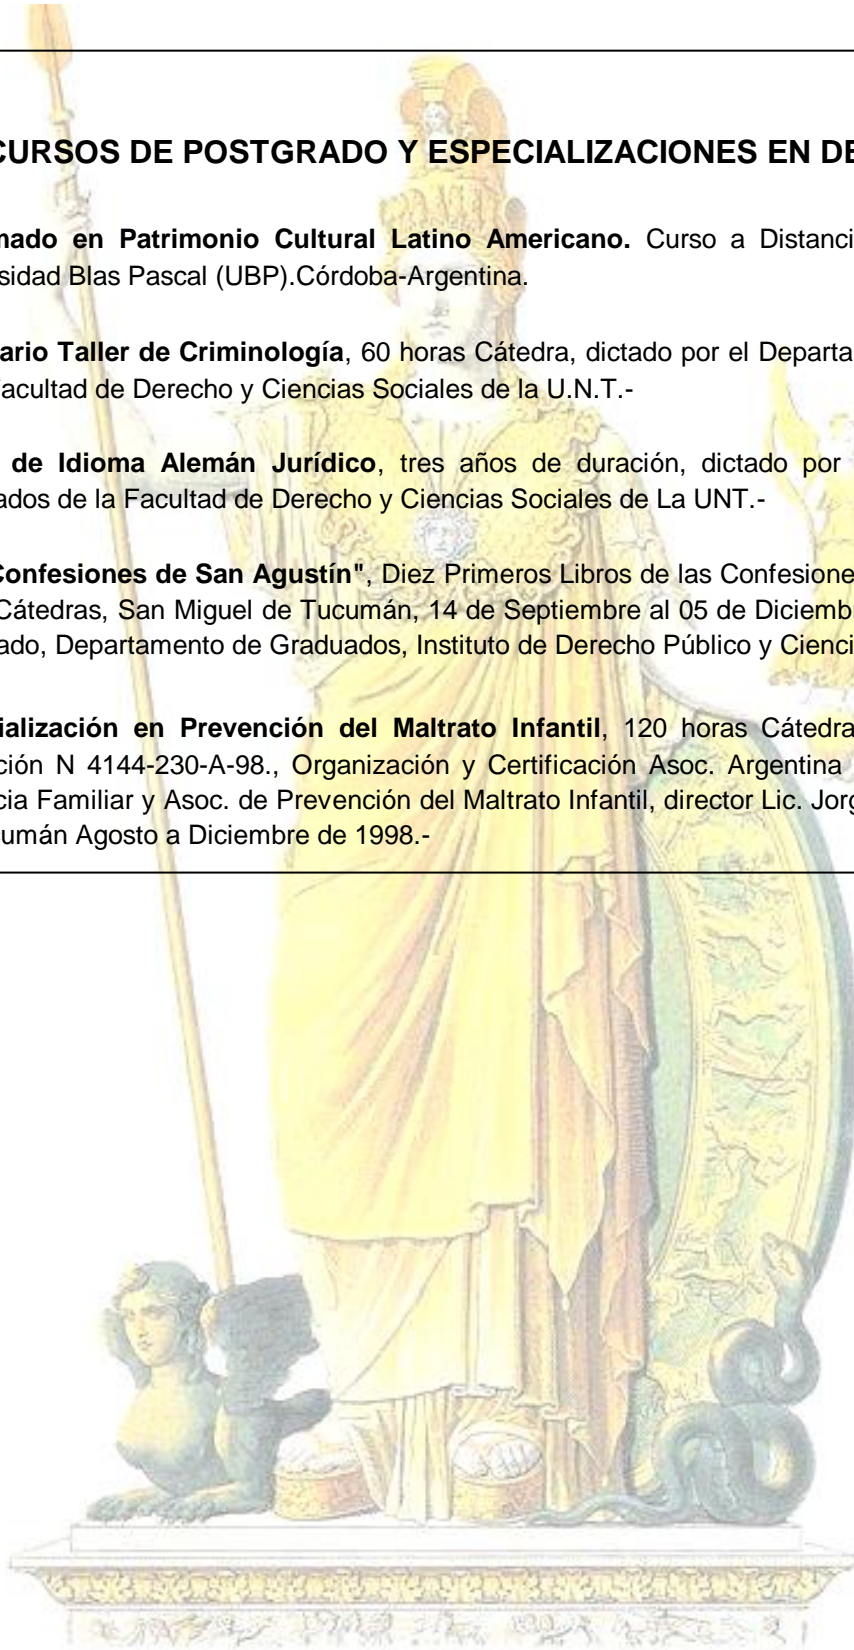 CURSOS DE POSTGRADO Y ESPECIALIZACIONES EN DE
mado en Patrimonio Cultural Latino Americano. Curso a Distanci
sidad Blas Pascal (UBP).Córdoba-Argentina.
ario Taller de Criminología, 60 horas Cátedra, dictado por el Departa
Facultad de Derecho y Ciencias Sociales de la U.N.T.-
de Idioma Alemán Jurídico, tres años de duración, dictado por
ados de la Facultad de Derecho y Ciencias Sociales de La UNT.-
Confesiones de San Agustín", Diez Primeros Libros de las Confesione
Cátedras, San Miguel de Tucumán, 14 de Septiembre al 05 de Diciemb
ado, Departamento de Graduados, Instituto de Derecho Público y Cienci
ialización en Prevención del Maltrato Infantil, 120 horas Cátedra
ción N 4144-230-A-98., Organización y Certificación Asoc. Argentina
cia Familiar y Asoc. de Prevención del Maltrato Infantil, director Lic. Jorg
cumán Agosto a Diciembre de 1998.-